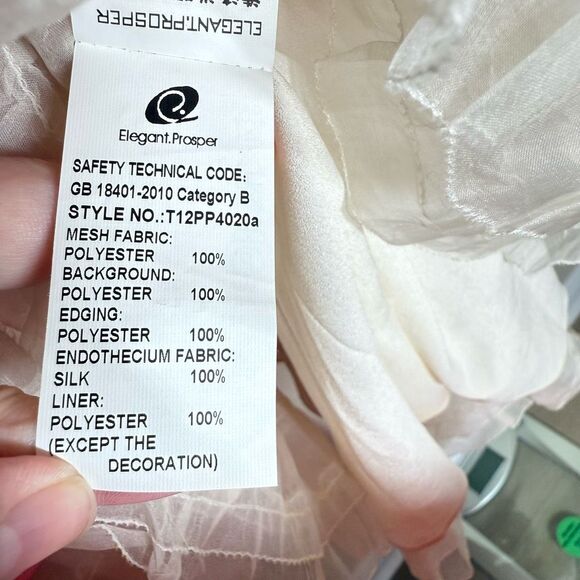 ELEGANT.PROSPER
Elegant.Prosper
SAFETY TECHNICAL CODE:
GB 18401-2010 Category B
STYLE NO.:T12PP4020a
MESH FABRIC:
POLYESTER 100%
BACKGROUND:
POLYESTER 100%
EDGING:
POLYESTER 100%
ENDOTHECIUM FABRIC:
SILK 100%
LINER:
POLYESTER 100%
(EXCEPT THE
DECORATION)